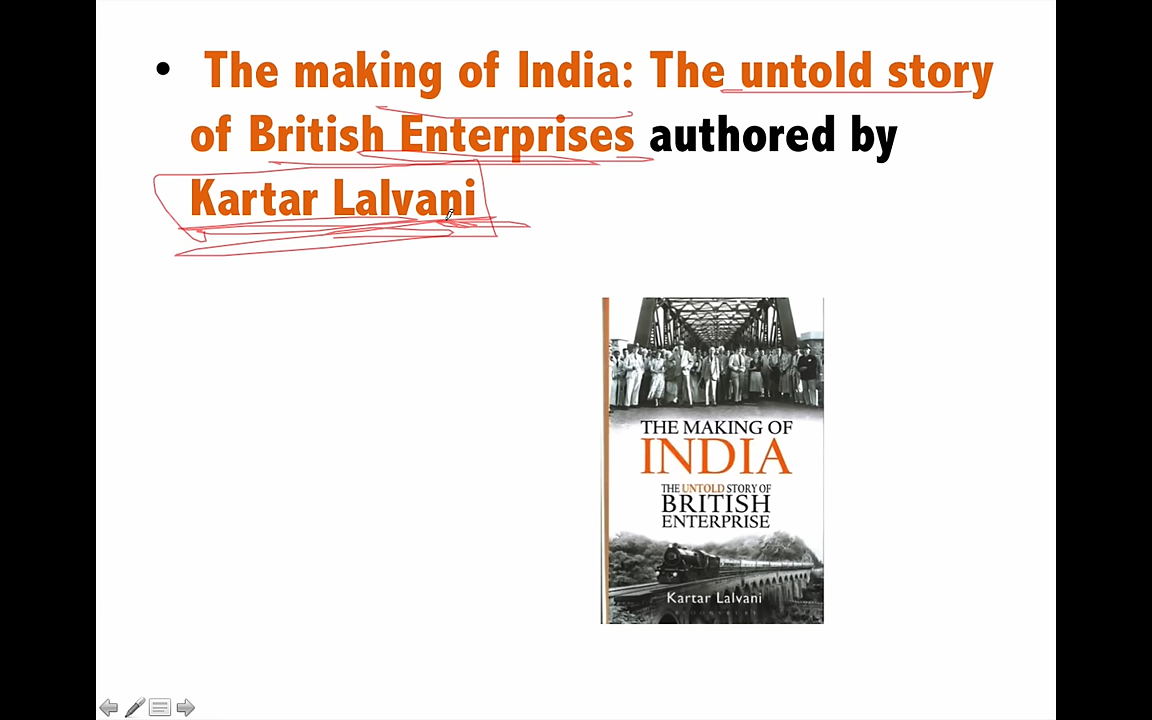 • The making of India: The untold story
of British Enterprises authored by
Kartar Lalvani
THE MAKING OF
INDIA
THE UNTOLD STORY OF
BRITISH
ENTERPRISE
Kartar Lalvani
BLOOMSBURY